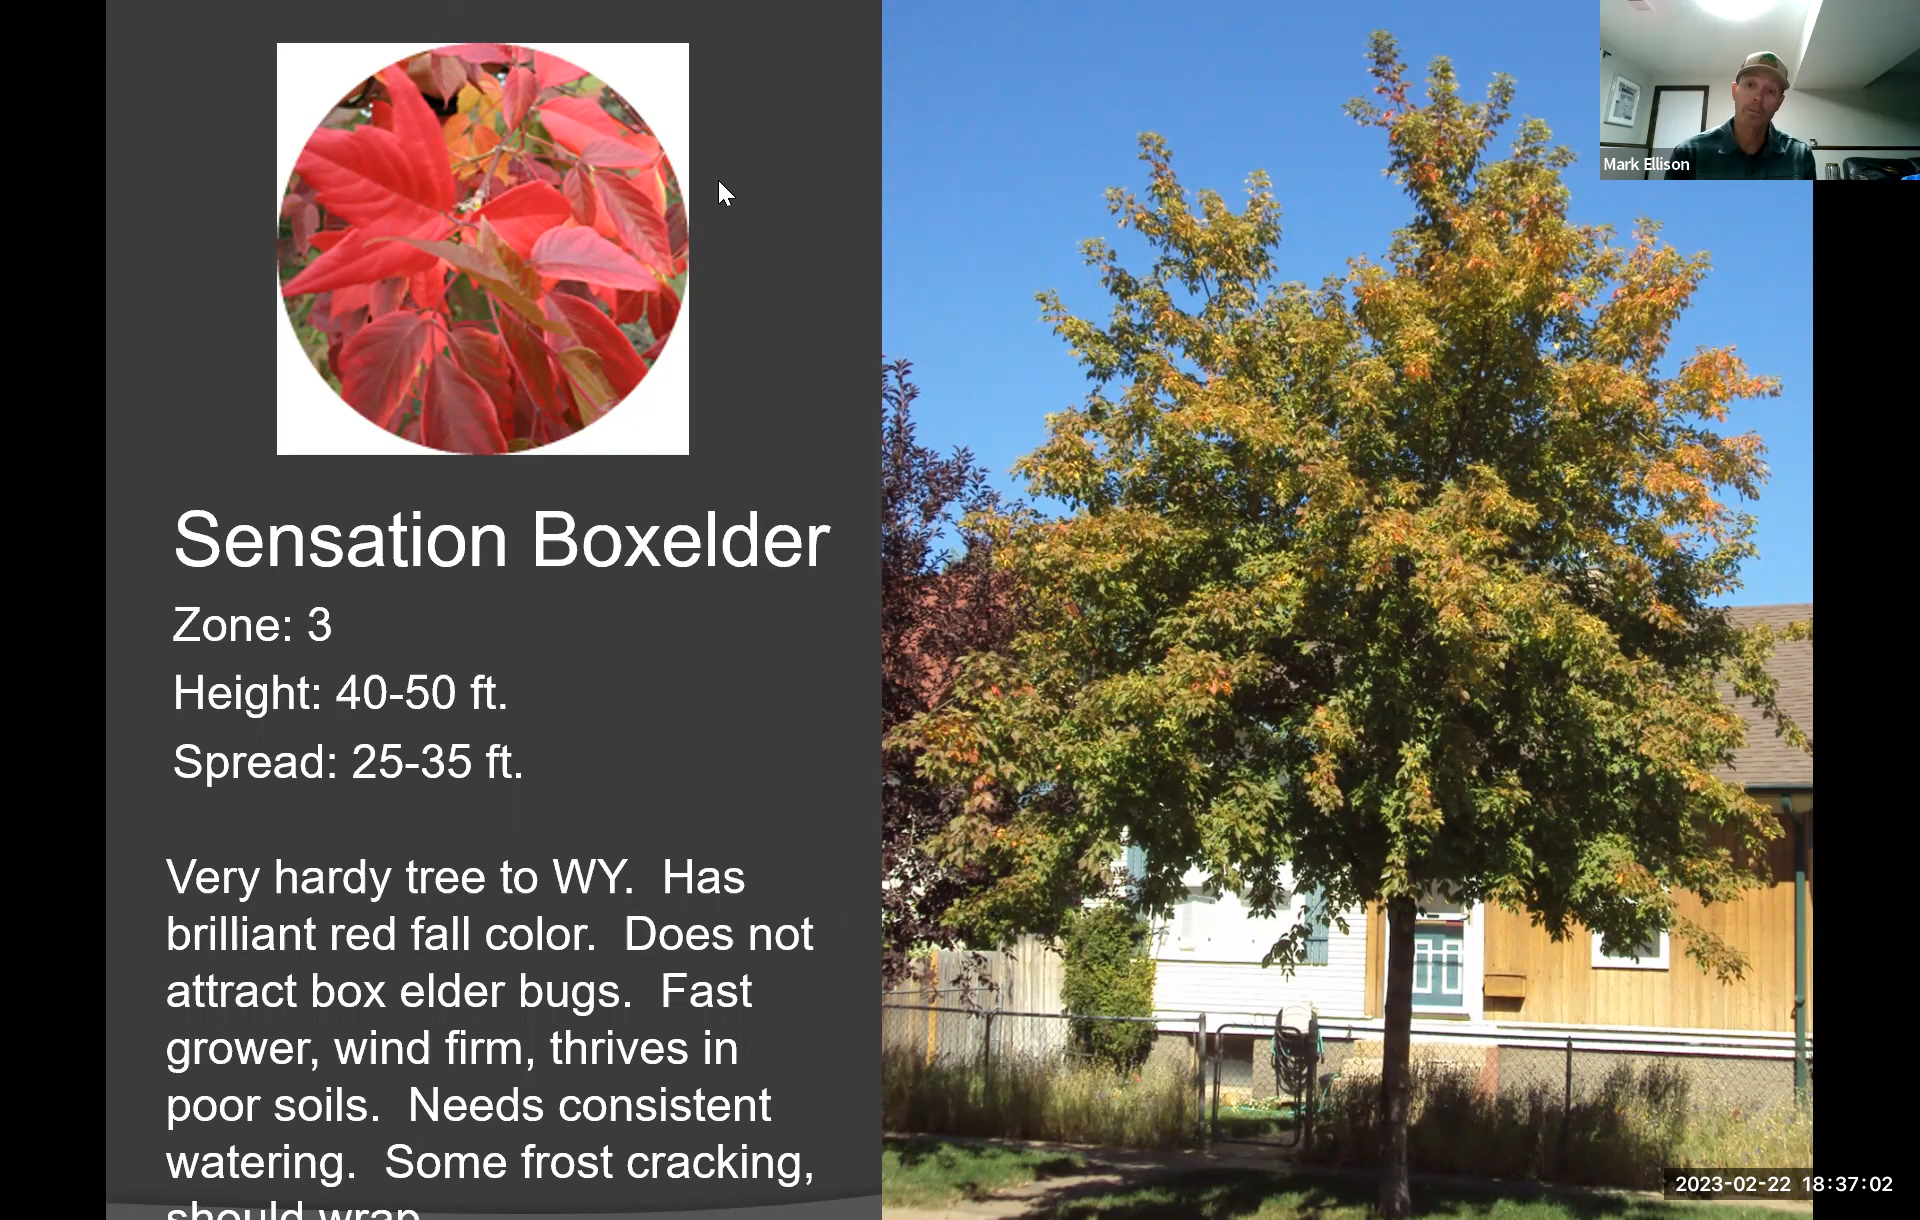 Mark Ellison
Sensation Boxelder
Zone: 3
Height: 40-50 ft.
Spread: 25-35 ft.
Very hardy tree to WY.  Has
brilliant red fall color.  Does not
attract box elder bugs.  Fast
grower, wind firm, thrives in
poor soils.  Needs consistent
watering.  Some frost cracking,
should wrap
2023-02-22 18:37:02